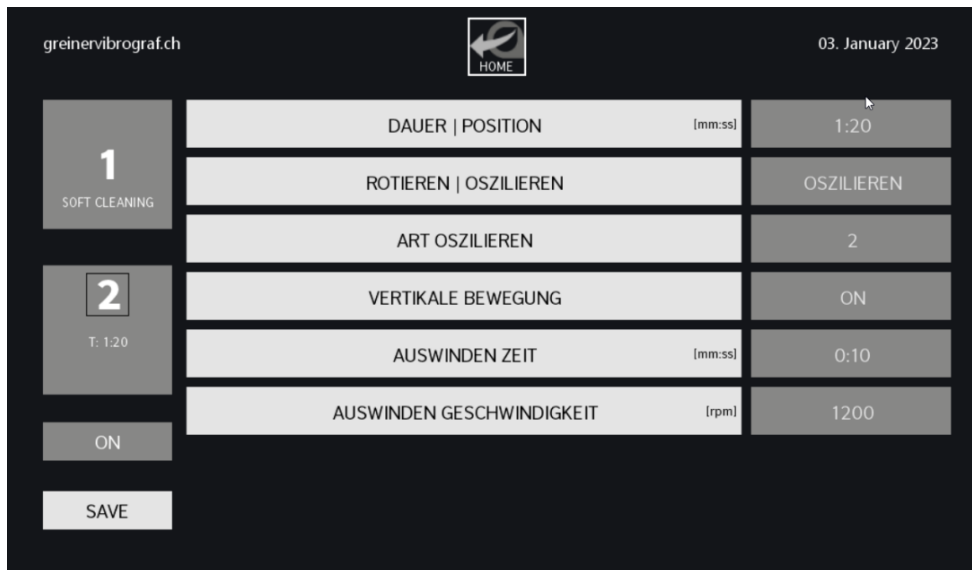 greinervibrograf.ch
HOME
03. January 2023
1
SOFT CLEANING
2
T: 1:20
ON
SAVE
DAUER | POSITION [mm:ss] 1:20
ROTIEREN | OSZILIEREN OSZILIEREN
ART OSZILIEREN 2
VERTIKALE BEWEGUNG ON
AUSWINDEN ZEIT [mm:ss] 0:10
AUSWINDEN GESCHWINDIGKEIT [rpm] 1200